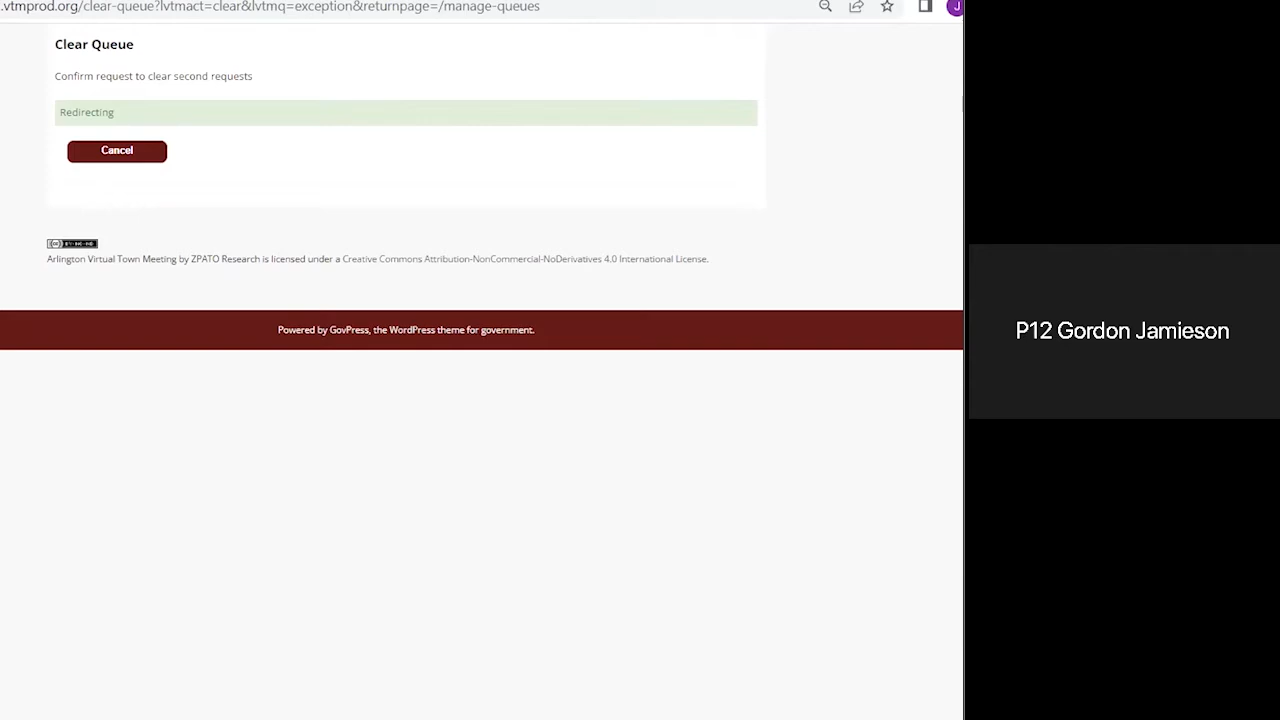 .vtmprod.org/clear-queue?lvtmact=clear&lvtmq=exception&returnpage=/manage-queues
J
Clear Queue
Confirm request to clear second requests
Redirecting
Cancel
Arlington Virtual Town Meeting by ZPATO Research is licensed under a Creative Commons Attribution-NonCommercial-NoDerivatives 4.0 International License.
Powered by GovPress, the WordPress theme for government.
P12 Gordon Jamieson